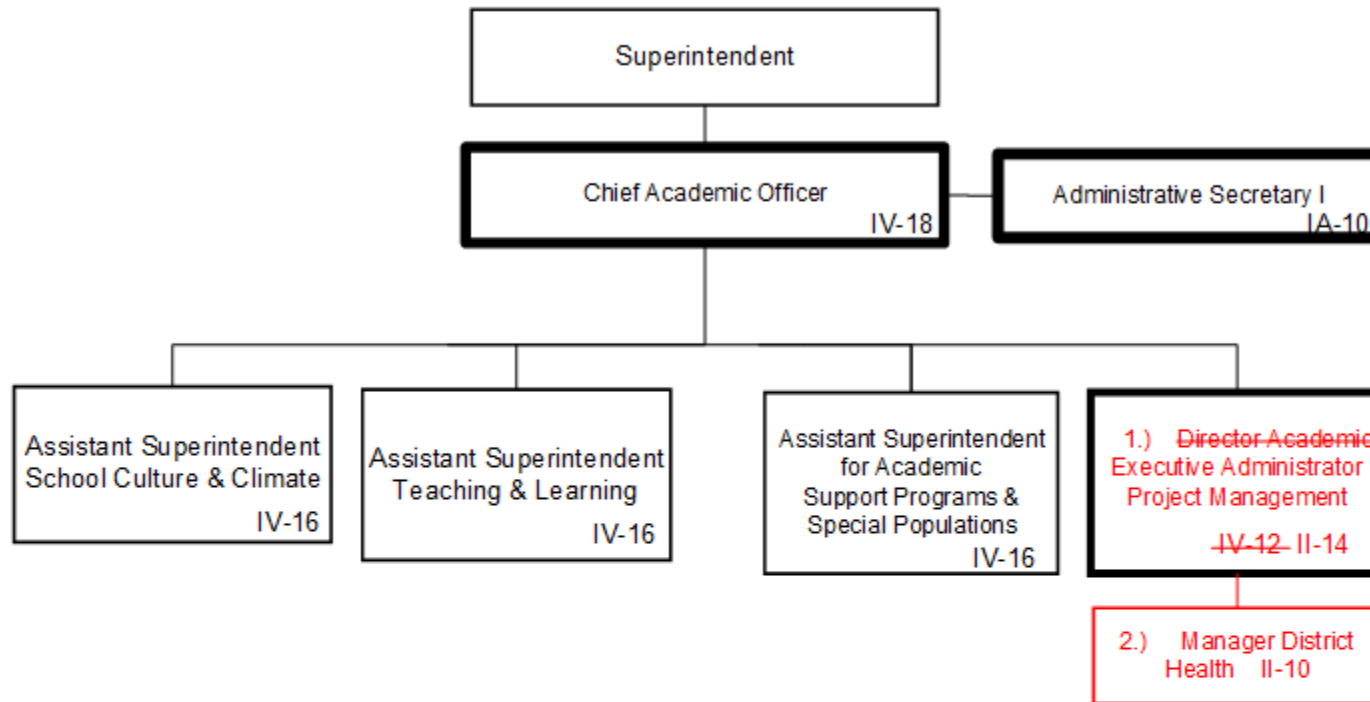 Superintendent
Chief Academic Officer
IV-18
Administrative Secretary I
IA-10
Assistant Superintendent
School Culture & Climate
IV-16
Assistant Superintendent
Teaching & Learning
IV-16
Assistant Superintendent
for Academic
Support Programs &
Special Populations
IV-16
1.) Director Academic
Executive Administrator
Project Management
IV-12 II-14
2.) Manager District
Health II-10